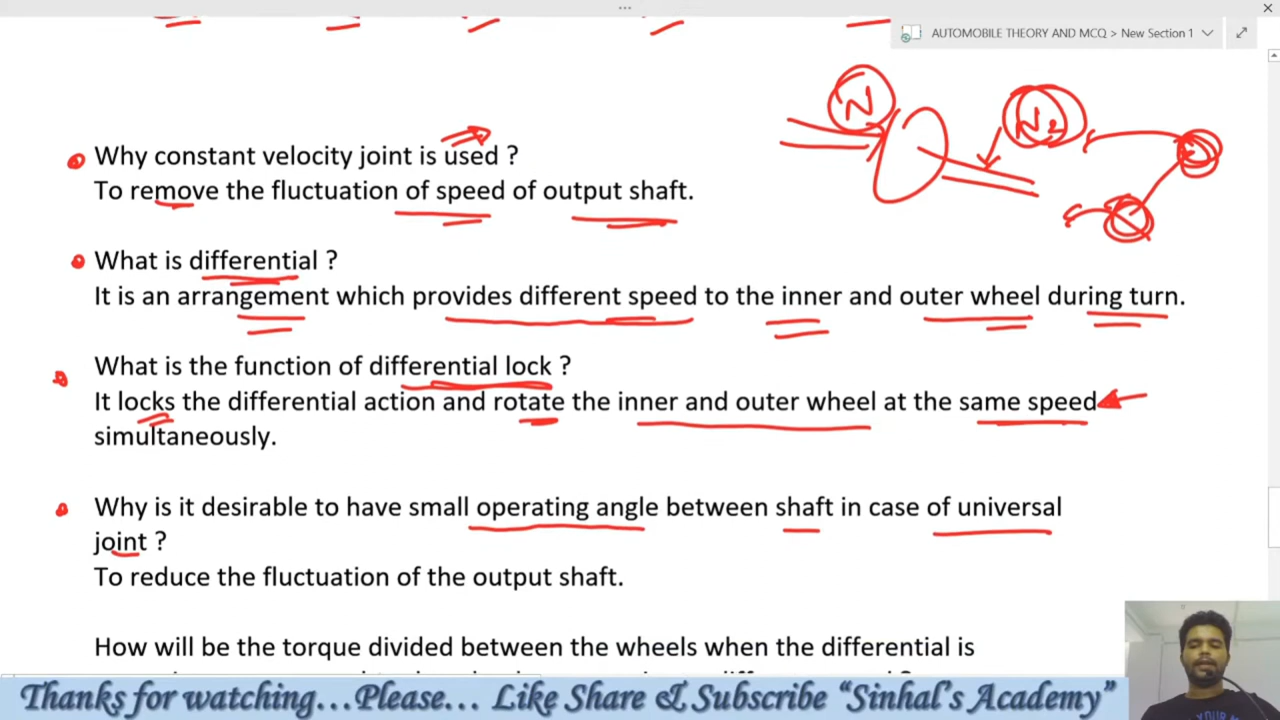 AUTOMOBILE THEORY AND MCQ > New Section 1
N
N2
Why constant velocity joint is used ?
To remove the fluctuation of speed of output shaft.
What is differential ?
It is an arrangement which provides different speed to the inner and outer wheel during turn.
What is the function of differential lock ?
It locks the differential action and rotate the inner and outer wheel at the same speed
simultaneously.
Why is it desirable to have small operating angle between shaft in case of universal
joint ?
To reduce the fluctuation of the output shaft.
How will be the torque divided between the wheels when the differential is
Thanks for watching...Please... Like Share & Subscribe “Sinhal's Academy”